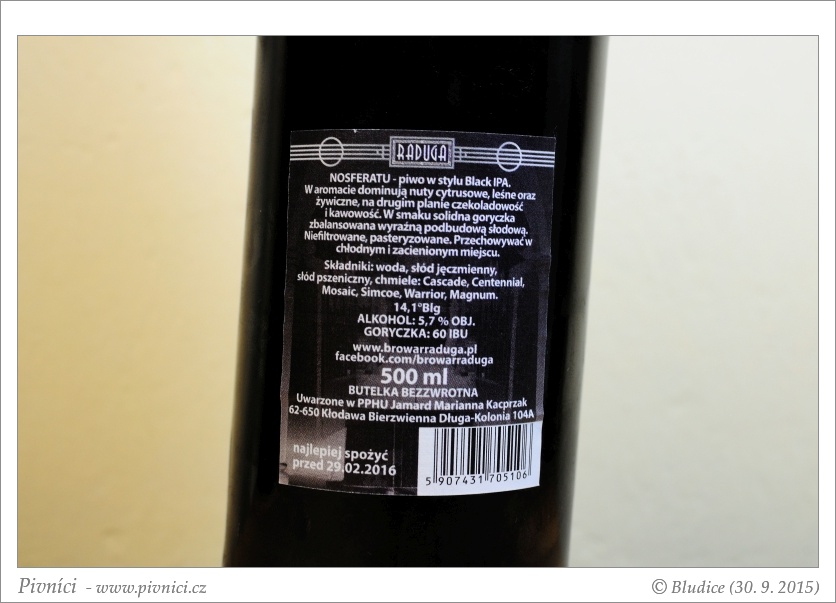 RADUGA
NOSFERATU - piwo w stylu Black IPA.
W aromacie dominują nuty cytrusowe, leśne oraz
żywiczne, na drugim planie czekoladowość
i kawowość. W smaku solidna goryczka
zbalansowana wyraźną podbudową słodową.
Niefiltrowane, pasteryzowane. Przechowywać w
chłodnym i zacienionym miejscu.
Składniki: woda, słód jęczmienny,
słód pszeniczny, chmiele: Cascade, Centennial,
Mosaic, Simcoe, Warrior, Magnum.
14,1°Blg
ALKOHOL: 5,7 % OBJ.
GORYCZKA: 60 IBU
www.browarraduga.pl
facebook.com/browarraduga
500 ml
BUTELKA BEZZWROTNA
Uwarzone w PPHU Jamard Marianna Kacprzak
62-650 Kłodawa Bierzwienna Długa-Kolonia 104A
najlepiej spożyć
przed 29.02.2016
5 907431 705106
Pivníci - www.pivnici.cz
© Bludice (30. 9. 2015)